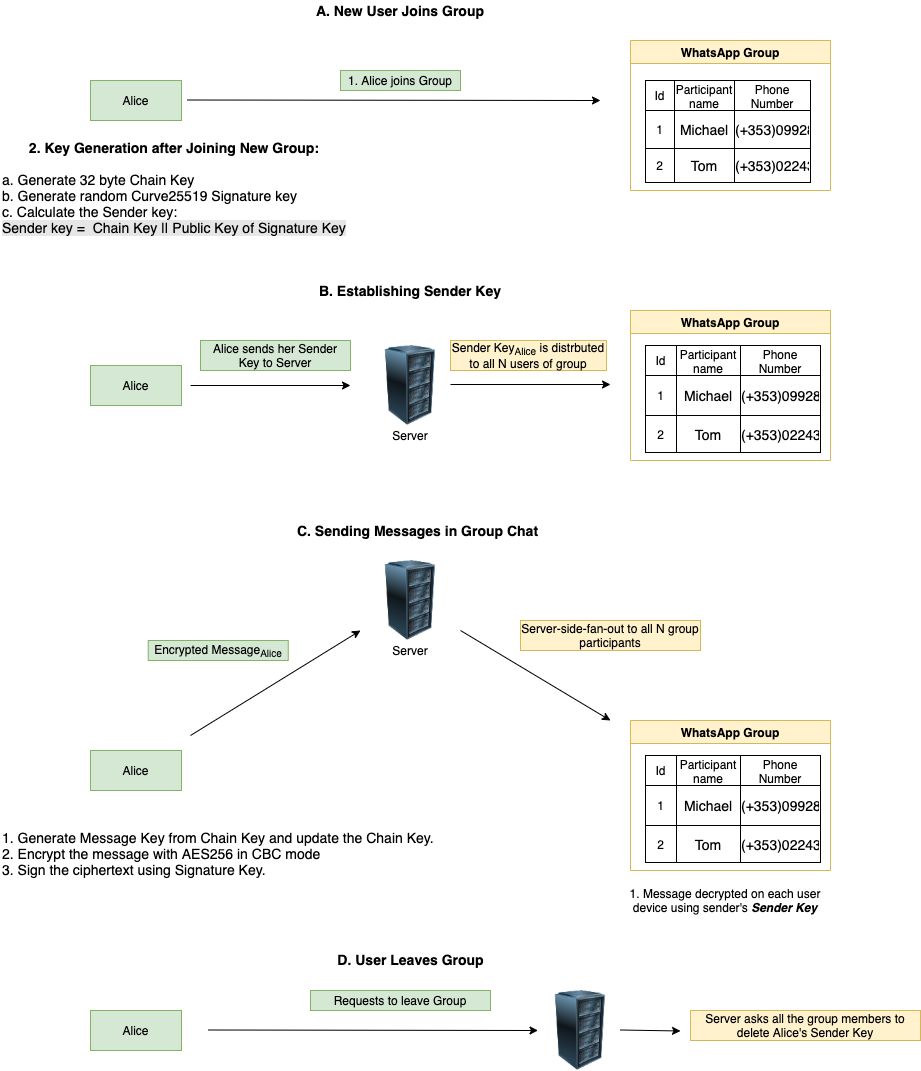 A. New User Joins Group
WhatsApp Group
1. Alice joins Group
Alice
Id
Participant
name
Phone
Number
1
Michael
(+353)0992
2
Tom
(+353)0224
2. Key Generation after Joining New Group:
a. Generate 32 byte Chain Key
b. Generate random Curve25519 Signature key
c. Calculate the Sender key:
Sender key =  Chain Key II Public Key of Signature Key
B. Establishing Sender Key
Alice sends her Sender
Key to Server
Sender KeyAlice is distrbuted
to all N users of group
WhatsApp Group
Alice
Server
Id
Participant
name
Phone
Number
1
Michael
(+353)09928
2
Tom
(+353)02243
C. Sending Messages in Group Chat
Server
Encrypted MessageAlice
Server-side-fan-out to all N group
participants
Alice
WhatsApp Group
Id
Participant
name
Phone
Number
1
Michael
(+353)09928
2
Tom
(+353)02243
1. Generate Message Key from Chain Key and update the Chain Key.
2. Encrypt the message with AES256 in CBC mode
3. Sign the ciphertext using Signature Key.
1. Message decrypted on each user
device using sender's Sender Key
D. User Leaves Group
Requests to leave Group
Alice
Server asks all the group members to
delete Alice's Sender Key